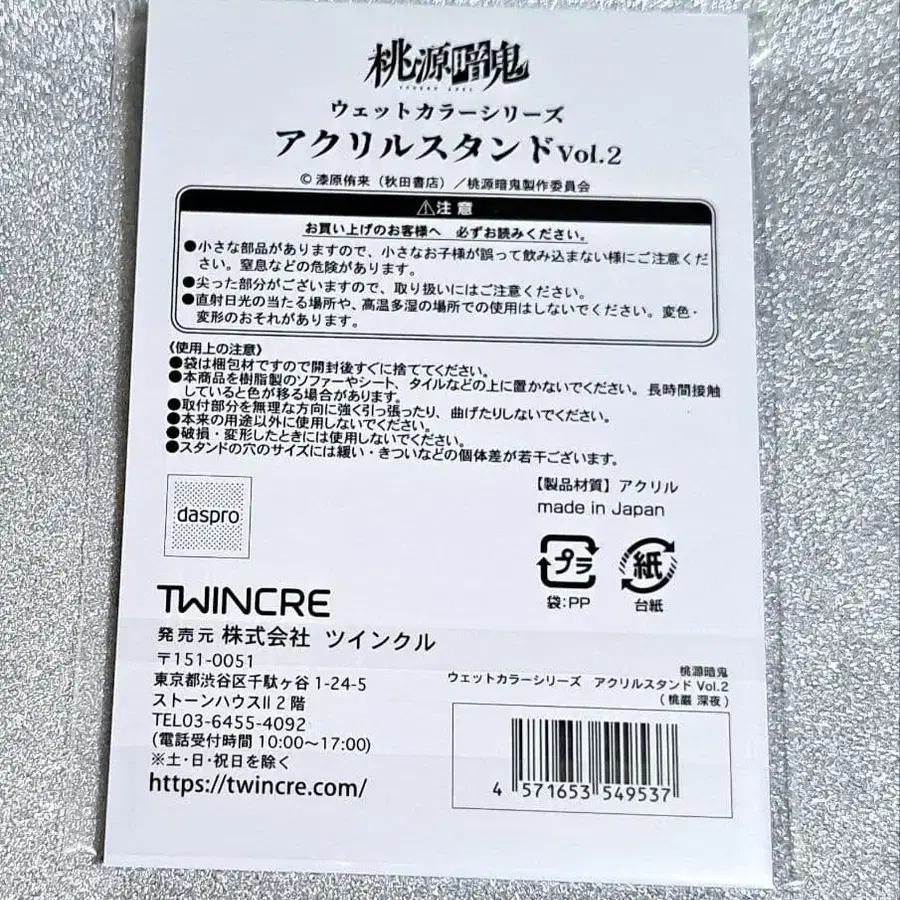 桃源暗鬼
TOUGEN ANKI
ウェットカラーシリーズ
アクリルスタンドVol.2
© 漆原侑来（秋田書店）／桃源暗鬼製作委員会
⚠注 意
お買い上げのお客様へ　必ずお読みください。
●小さな部品がありますので、小さなお子様が誤って飲み込まない様にご注意くだ
さい。窒息などの危険があります。
●尖った部分がございますので、取り扱いにはご注意ください。
●直射日光の当たる場所や、高温多湿の場所での使用はしないでください。変色・
変形のおそれがあります。
《使用上の注意》
●袋は梱包材ですので開封後すぐに捨ててください。
●本商品を樹脂製のソファーやシート、タイルなどの上に置かないでください。長時間接触
していると色が移る場合があります。
●取付部分を無理な方向に強く引っ張ったり、曲げたりしないでください。
●本来の用途以外に使用しないでください。
●破損・変形したときには使用しないでください。
●スタンドの穴のサイズには緩い・きついなどの個体差が若干ございます。
【製品材質】アクリル
made in Japan
daspro
プラ
袋:PP
紙
台紙
TWINCRE
発売元 株式会社 ツインクル
〒151-0051
東京都渋谷区千駄ヶ谷 1-24-5
ストーンハウスII 2 階
TEL03-6455-4092
(電話受付時間 10:00～17:00)
※土・日・祝日を除く
https://twincre.com/
桃源暗鬼
ウェットカラーシリーズ　アクリルスタンド Vol.2
（桃巌 深夜）
4 571653 549537